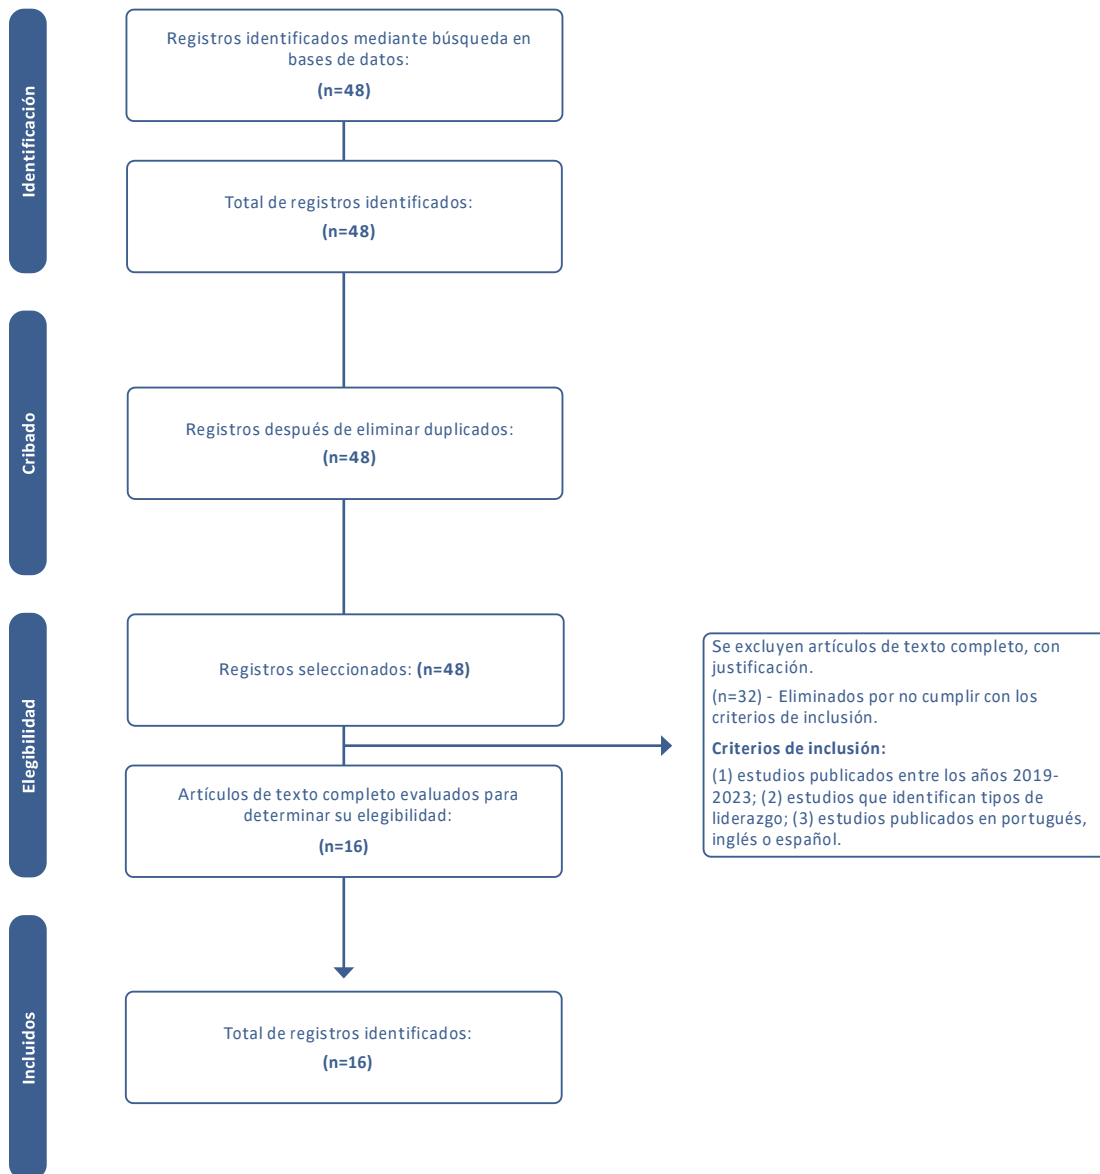 Identificación
Registros identificados mediante búsqueda en
bases de datos:
(n=48)
Total de registros identificados:
(n=48)
Cribado
Registros después de eliminar duplicados:
(n=48)
Elegibilidad
Registros seleccionados: (n=48)
Se excluyen artículos de texto completo, con
justificación.
(n=32) - Eliminados por no cumplir con los
criterios de inclusión.
Criterios de inclusión:
(1) estudios publicados entre los años 2019-
2023; (2) estudios que identifican tipos de
liderazgo; (3) estudios publicados en portugués,
inglés o español.
Artículos de texto completo evaluados para
determinar su elegibilidad:
(n=16)
Incluidos
Total de registros identificados:
(n=16)